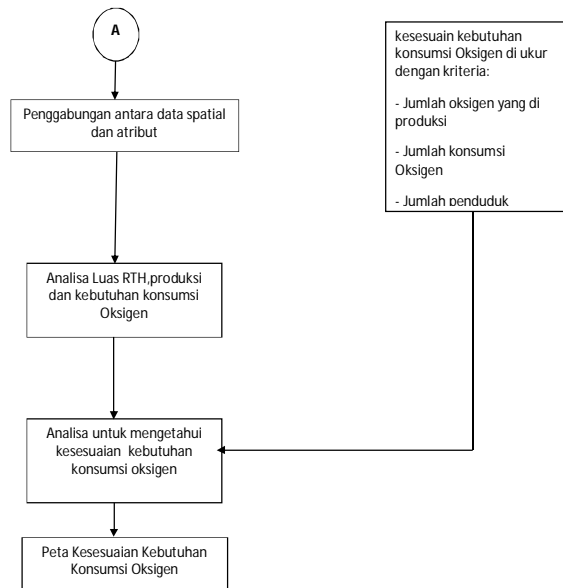 A
Penggabungan antara data spatial
dan atribut
Analisa Luas RTH,produksi
dan kebutuhan konsumsi
Oksigen
Analisa untuk mengetahui
kesesuaian kebutuhan
konsumsi oksigen
Peta Kesesuaian Kebutuhan
Konsumsi Oksigen
kesesuain kebutuhan
konsumsi Oksigen di ukur
dengan kriteria:
- Jumlah oksigen yang di
produksi
- Jumlah konsumsi
Oksigen
- Jumlah penduduk